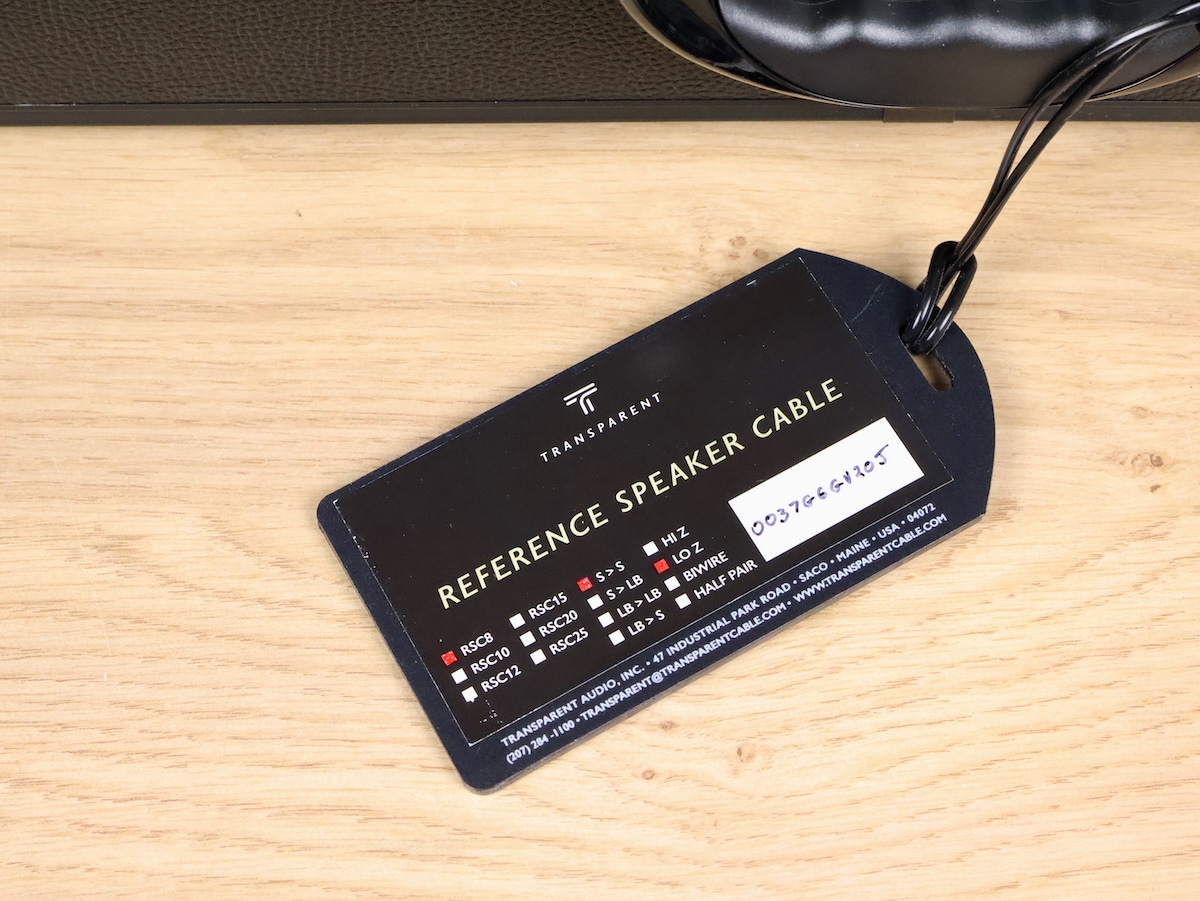 TRANSPARENT
REFERENCE SPEAKER CABLE
RSC8 RSC15 S > S HI Z
RSC10 RSC20 S > LB LO Z
RSC12 RSC25 LB > LB BIWIRE
LB > S HALF PAIR
0037G6GV20J
TRANSPARENT AUDIO, INC. • 47 INDUSTRIAL PARK ROAD • SACO • MAINE • USA • 04072
(207) 284 -1100 • TRANSPARENT@TRANSPARENTCABLE.COM • WWW.TRANSPARENTCABLE.COM